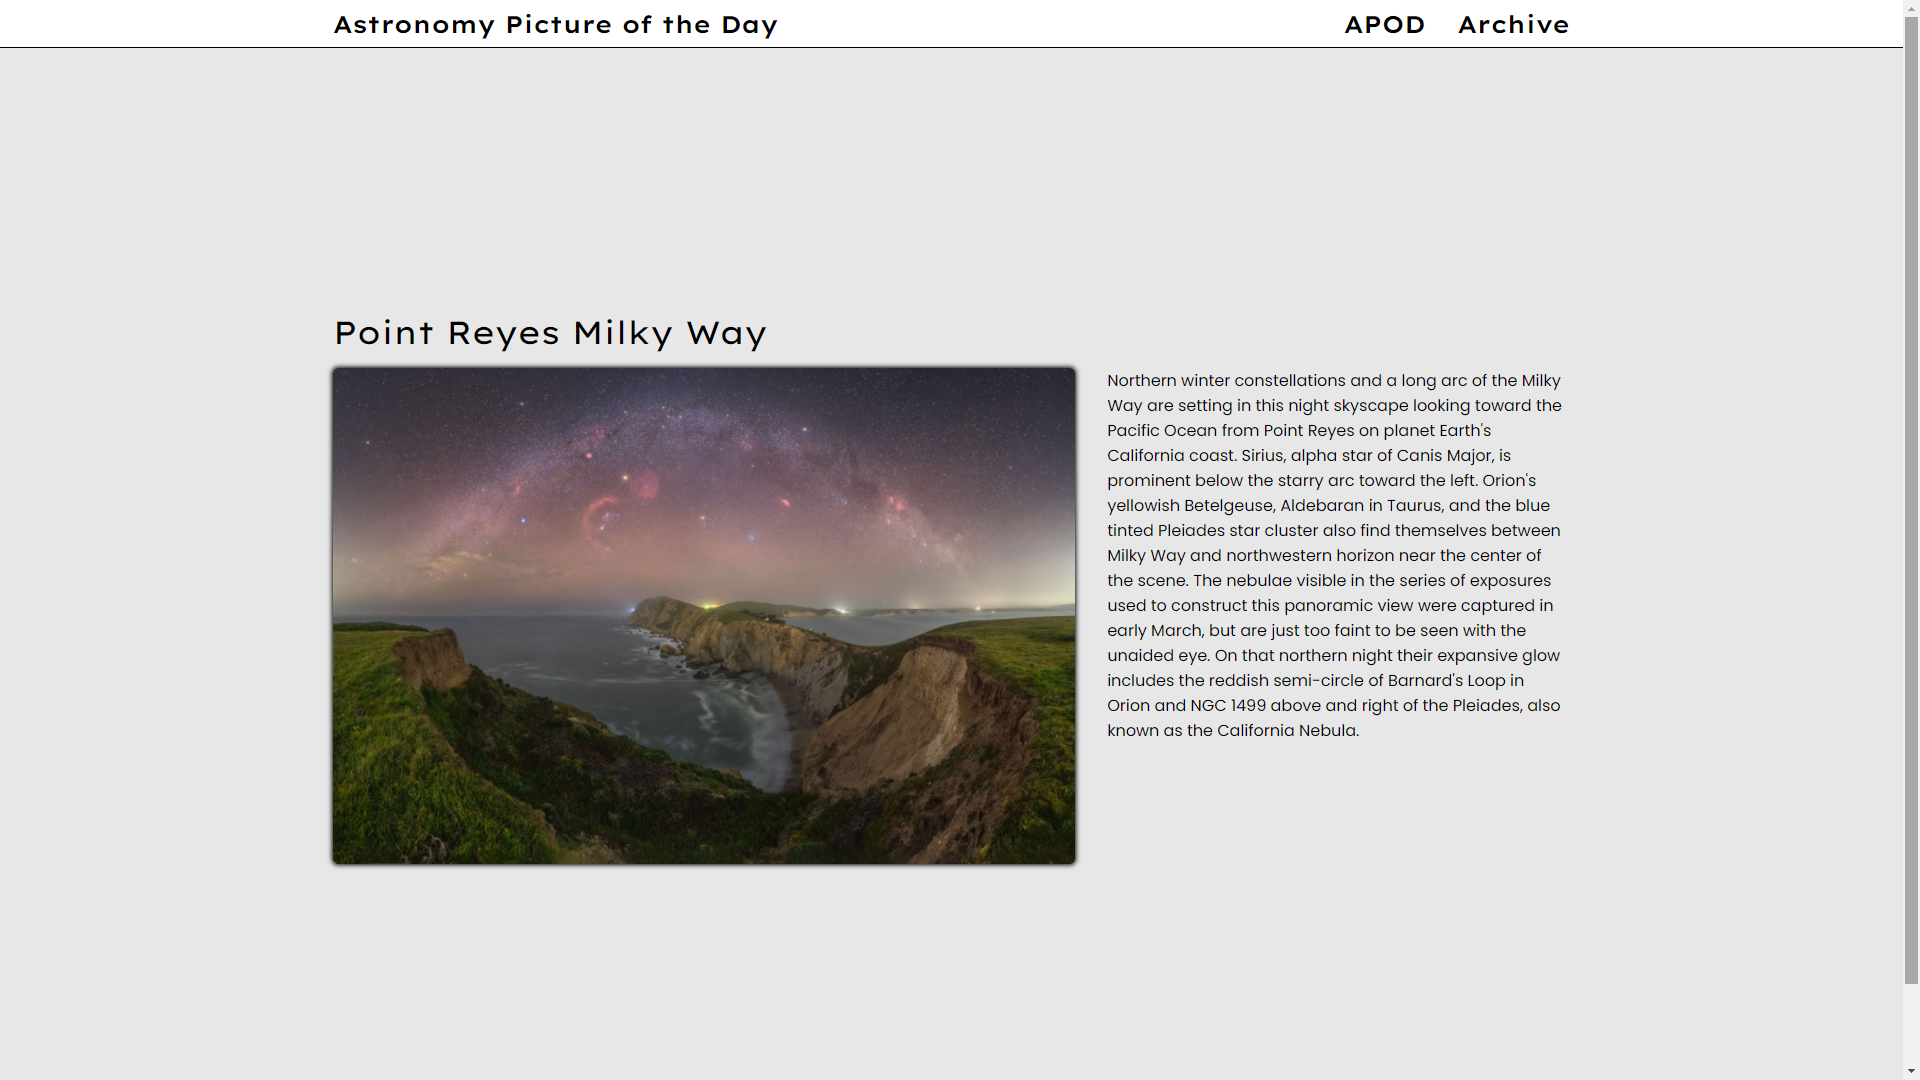 Astronomy Picture of the Day
APOD
Archive
Point Reyes Milky Way
Northern winter constellations and a long arc of the Milky
Way are setting in this night skyscape looking toward the
Pacific Ocean from Point Reyes on planet Earth's
California coast. Sirius, alpha star of Canis Major, is
prominent below the starry arc toward the left. Orion's
yellowish Betelgeuse, Aldebaran in Taurus, and the blue
tinted Pleiades star cluster also find themselves between
Milky Way and northwestern horizon near the center of
the scene. The nebulae visible in the series of exposures
used to construct this panoramic view were captured in
early March, but are just too faint to be seen with the
unaided eye. On that northern night their expansive glow
includes the reddish semi-circle of Barnard's Loop in
Orion and NGC 1499 above and right of the Pleiades, also
known as the California Nebula.